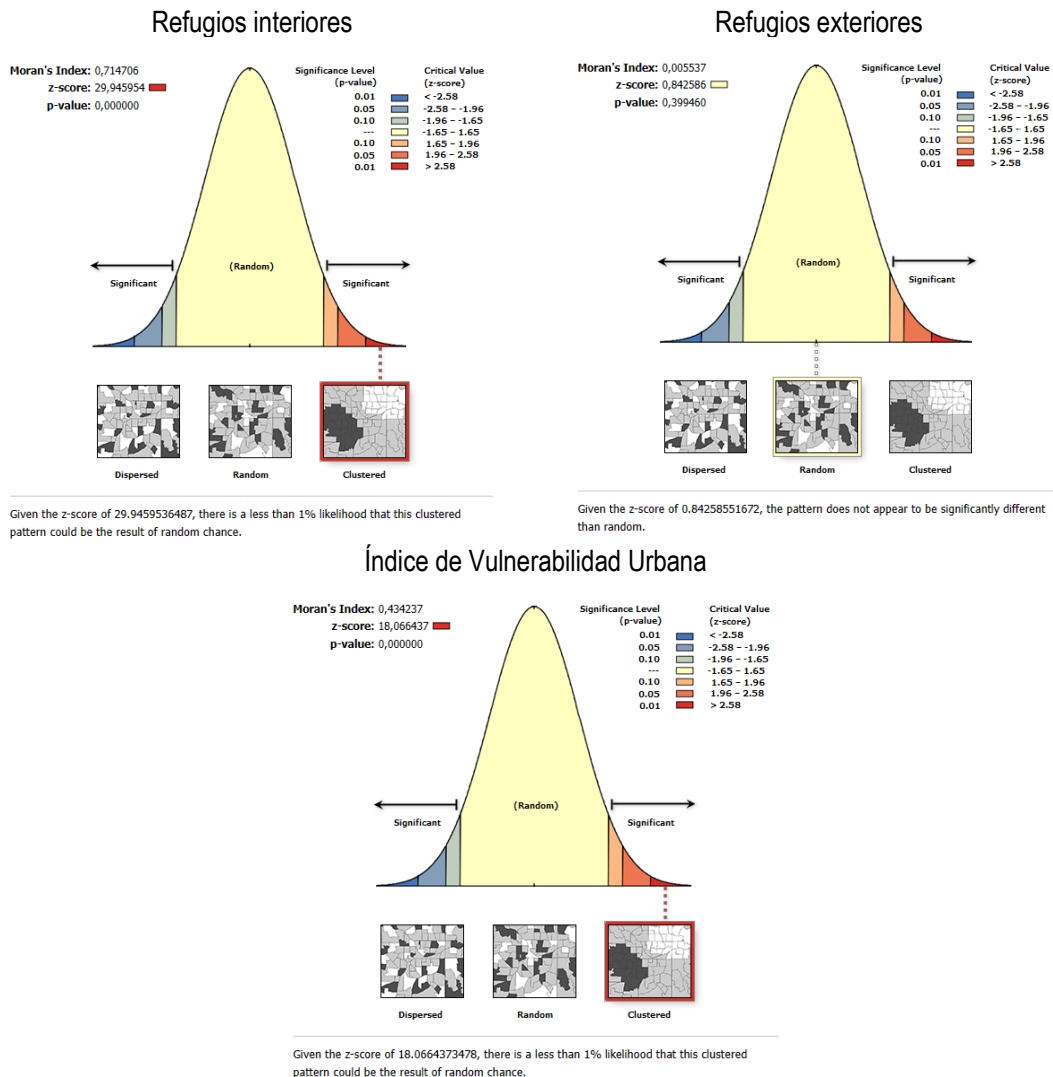 Refugios interiores
Moran's Index: 0,714706
z-score: 29,945954
p-value: 0,000000
Significance Level Critical Value
(p-value) (z-score)
0.01 < -2.58
0.05 -2.58 – -1.96
0.10 -1.96 – -1.65
--- -1.65 – 1.65
0.10 1.65 – 1.96
0.05 1.96 – 2.58
0.01 > 2.58
(Random)
Significant Significant
Dispersed Random Clustered
Given the z-score of 29.9459536487, there is a less than 1% likelihood that this clustered
pattern could be the result of random chance.
Refugios exteriores
Moran's Index: 0,005537
z-score: 0,842586
p-value: 0,399460
Significance Level Critical Value
(p-value) (z-score)
0.01 < -2.58
0.05 -2.58 – -1.96
0.10 -1.96 – -1.65
--- -1.65 – 1.65
0.10 1.65 – 1.96
0.05 1.96 – 2.58
0.01 > 2.58
(Random)
Significant Significant
Dispersed Random Clustered
Given the z-score of 0.84258551672, the pattern does not appear to be significantly different
than random.
Índice de Vulnerabilidad Urbana
Moran's Index: 0,434237
z-score: 18,066437
p-value: 0,000000
Significance Level Critical Value
(p-value) (z-score)
0.01 < -2.58
0.05 -2.58 – -1.96
0.10 -1.96 – -1.65
--- -1.65 – 1.65
0.10 1.65 – 1.96
0.05 1.96 – 2.58
0.01 > 2.58
(Random)
Significant Significant
Dispersed Random Clustered
Given the z-score of 18.0664373478, there is a less than 1% likelihood that this clustered
pattern could be the result of random chance.